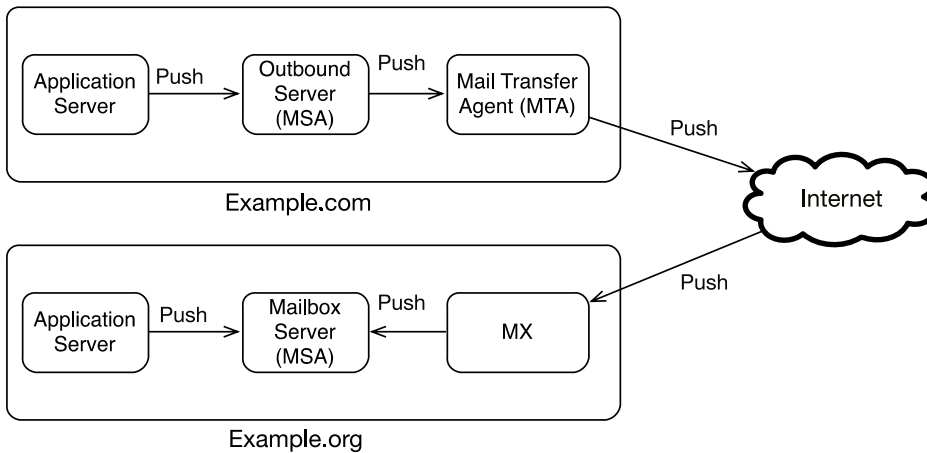 Application
Server
Push
Outbound
Server
(MSA)
Push
Mail Transfer
Agent (MTA)
Push
Example.com
Internet
Application
Server
Push
Mailbox
Server
(MSA)
Push
MX
Push
Example.org